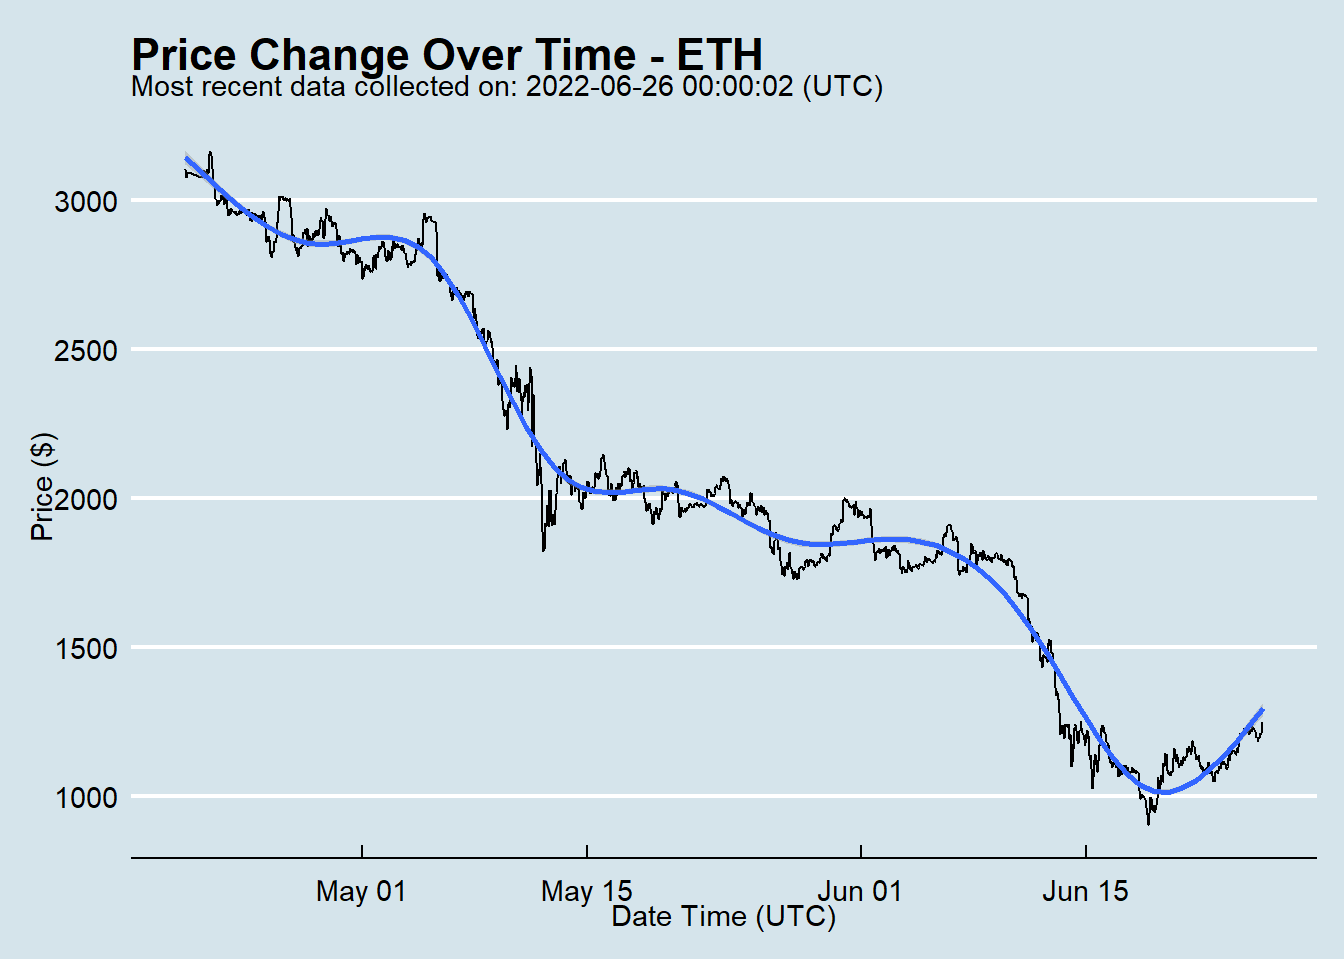 Price Change Over Time - ETH
Most recent data collected on: 2022-06-26 00:00:02 (UTC)
3000
2500
2000
1500
1000
Price ($)
May 01
May 15
Jun 01
Jun 15
Date Time (UTC)